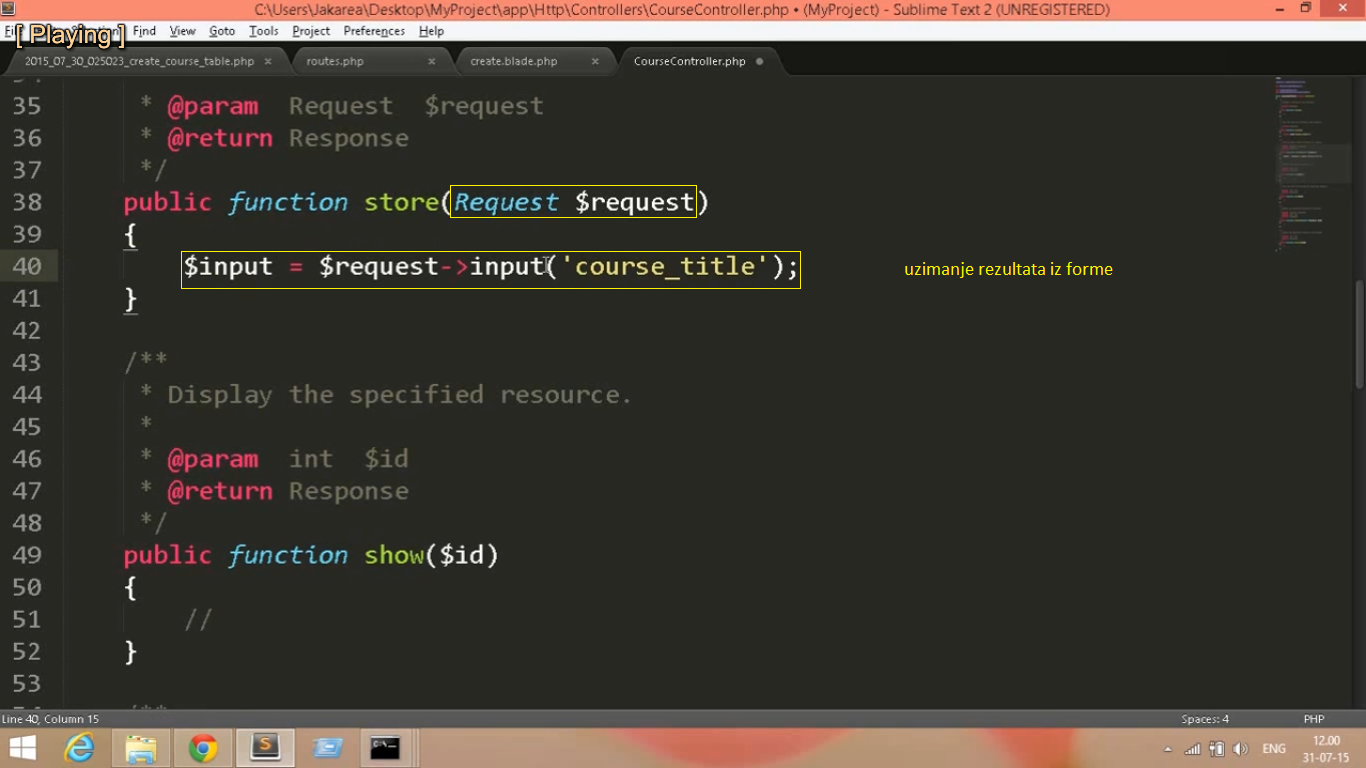 C:\Users\Jakarea\Desktop\MyProject\app\Http\Controllers\CourseController.php • (MyProject) - Sublime Text 2 (UNREGISTERED)
[ Playing ] Find View Goto Tools Project Preferences Help
2015_07_30_025023_create_course_table.php × routes.php × create.blade.php × CourseController.php
35 * @param Request $request
36 * @return Response
37 */
38 public function store(Request $request)
39 {
40 $input = $request->input('course_title'); uzimanje rezultata iz forme
41 }
42
43 /**
44 * Display the specified resource.
45 *
46 * @param int $id
47 * @return Response
48 */
49 public function show($id)
50 {
51 //
52 }
53
Line 40, Column 15 Spaces: 4 PHP
ENG 12.00
31-07-15